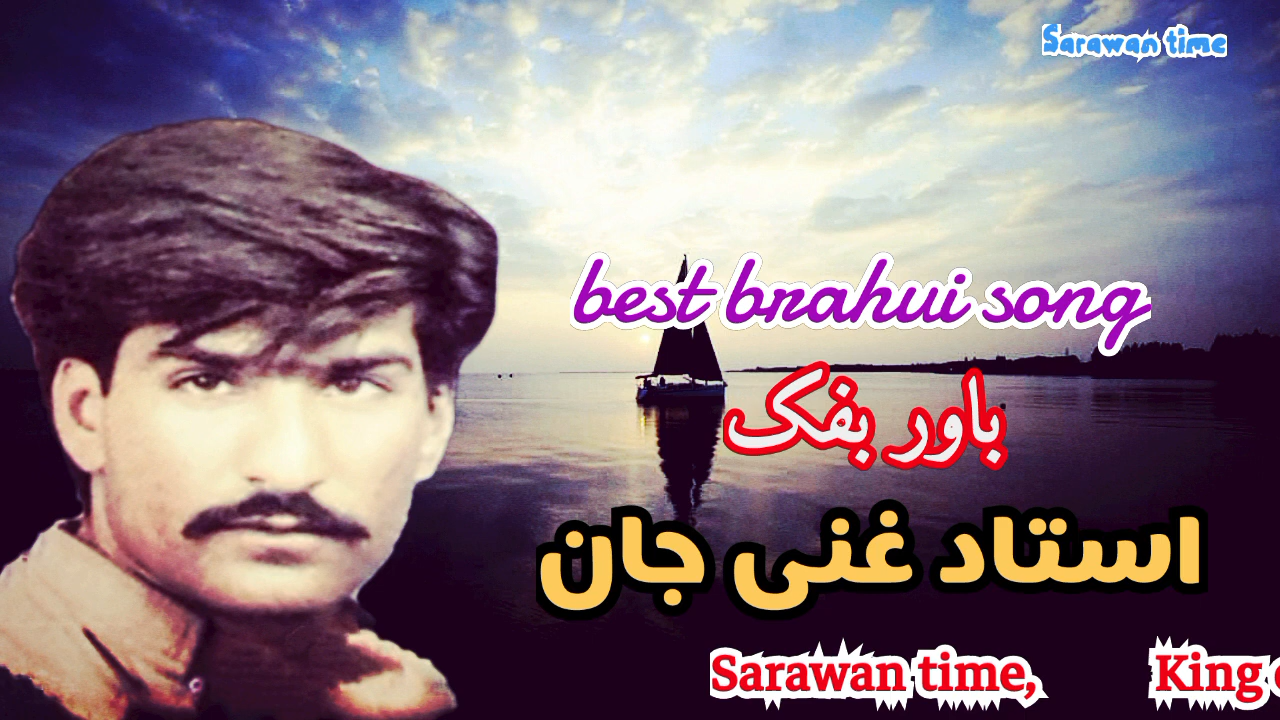 Sarawan time
best brahui song
باور بفک
استاد غنی جان
Sarawan time, King